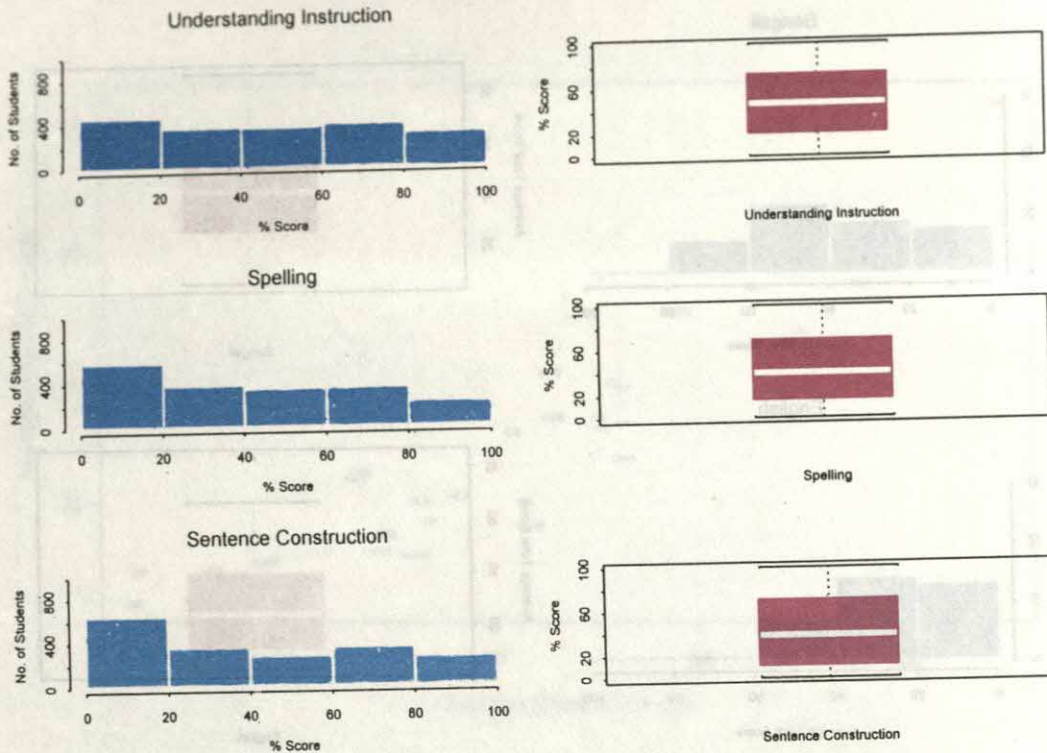 Understanding Instruction
No. of Students
0 400 800
0 20 40 60 80 100
% Score
% Score
0 20 60 100
Understanding Instruction
Spelling
No. of Students
0 400 800
0 20 40 60 80 100
% Score
% Score
0 20 60 100
Spelling
Sentence Construction
No. of Students
0 400 800
0 20 40 60 80 100
% Score
% Score
0 20 60 100
Sentence Construction